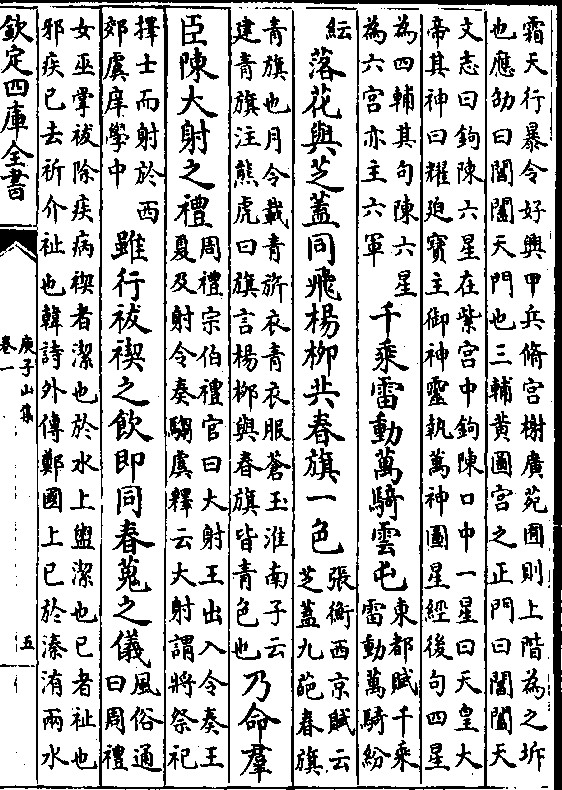 霜天行暴令好興甲兵脩宮榭廣苑囿則上階為之坼
也應劭曰閶闔天門也三輔黃圖宮之正門曰閶闔天
文志曰鉤陳六星在紫宮中鉤陳口中一星曰天皇大
帝其神曰耀廹寶主御神靈執萬神圖星經後句四星
為四輔其句陳六星
為六宮亦主六軍
千乘雷動萬騎雲屯
東都賦千乘
雷動萬騎紛
紜
落花與芝蓋同飛楊柳共春旗一色
張衡西京賦云
芝蓋九葩春旗
青旗也月令載青旂衣青衣服蒼玉淮南子云
建青旗注熊虎曰旗言楊柳與春旗皆青色也
乃命羣
臣陳大射之禮
周禮宗伯禮官曰大射王出入令奏王
夏及射令奏騶虞釋云大射謂將祭祀
擇士而射於西
郊虞庠學中
雖行祓禊之飲即同春蒐之儀
風俗通
曰周禮
女巫掌祓除疾病禊者潔也於水上盥潔也巳者祉也
邪疾已去祈介祉也韓詩外傳鄭國上巳於溱洧兩水
欽定四庫全書
庾子山集
卷一
五